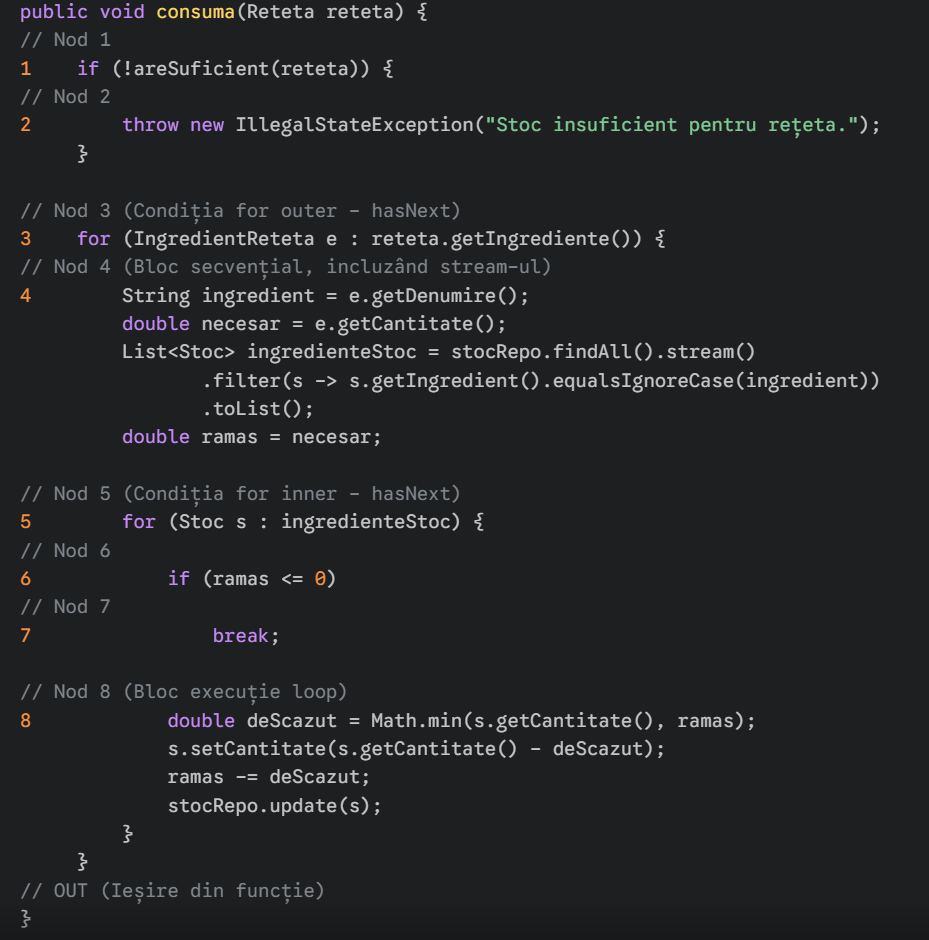 public void consuma(Reteta reteta) {
// Nod 1
1    if (!areSuficient(reteta)) {
// Nod 2
2        throw new IllegalStateException("Stoc insuficient pentru rețeta.");
     }

// Nod 3 (Condiția for outer - hasNext)
3    for (IngredientReteta e : reteta.getIngrediente()) {
// Nod 4 (Bloc secvențial, incluzând stream-ul)
4        String ingredient = e.getDenumire();
         double necesar = e.getCantitate();
         List<Stoc> ingredienteStoc = stocRepo.findAll().stream()
                .filter(s -> s.getIngredient().equalsIgnoreCase(ingredient))
                .toList();
         double ramas = necesar;

// Nod 5 (Condiția for inner - hasNext)
5        for (Stoc s : ingredienteStoc) {
// Nod 6
6            if (ramas <= 0)
// Nod 7
7                break;

// Nod 8 (Bloc execuție loop)
8            double deScazut = Math.min(s.getCantitate(), ramas);
             s.setCantitate(s.getCantitate() - deScazut);
             ramas -= deScazut;
             stocRepo.update(s);
         }
     }
// OUT (Ieșire din funcție)
}